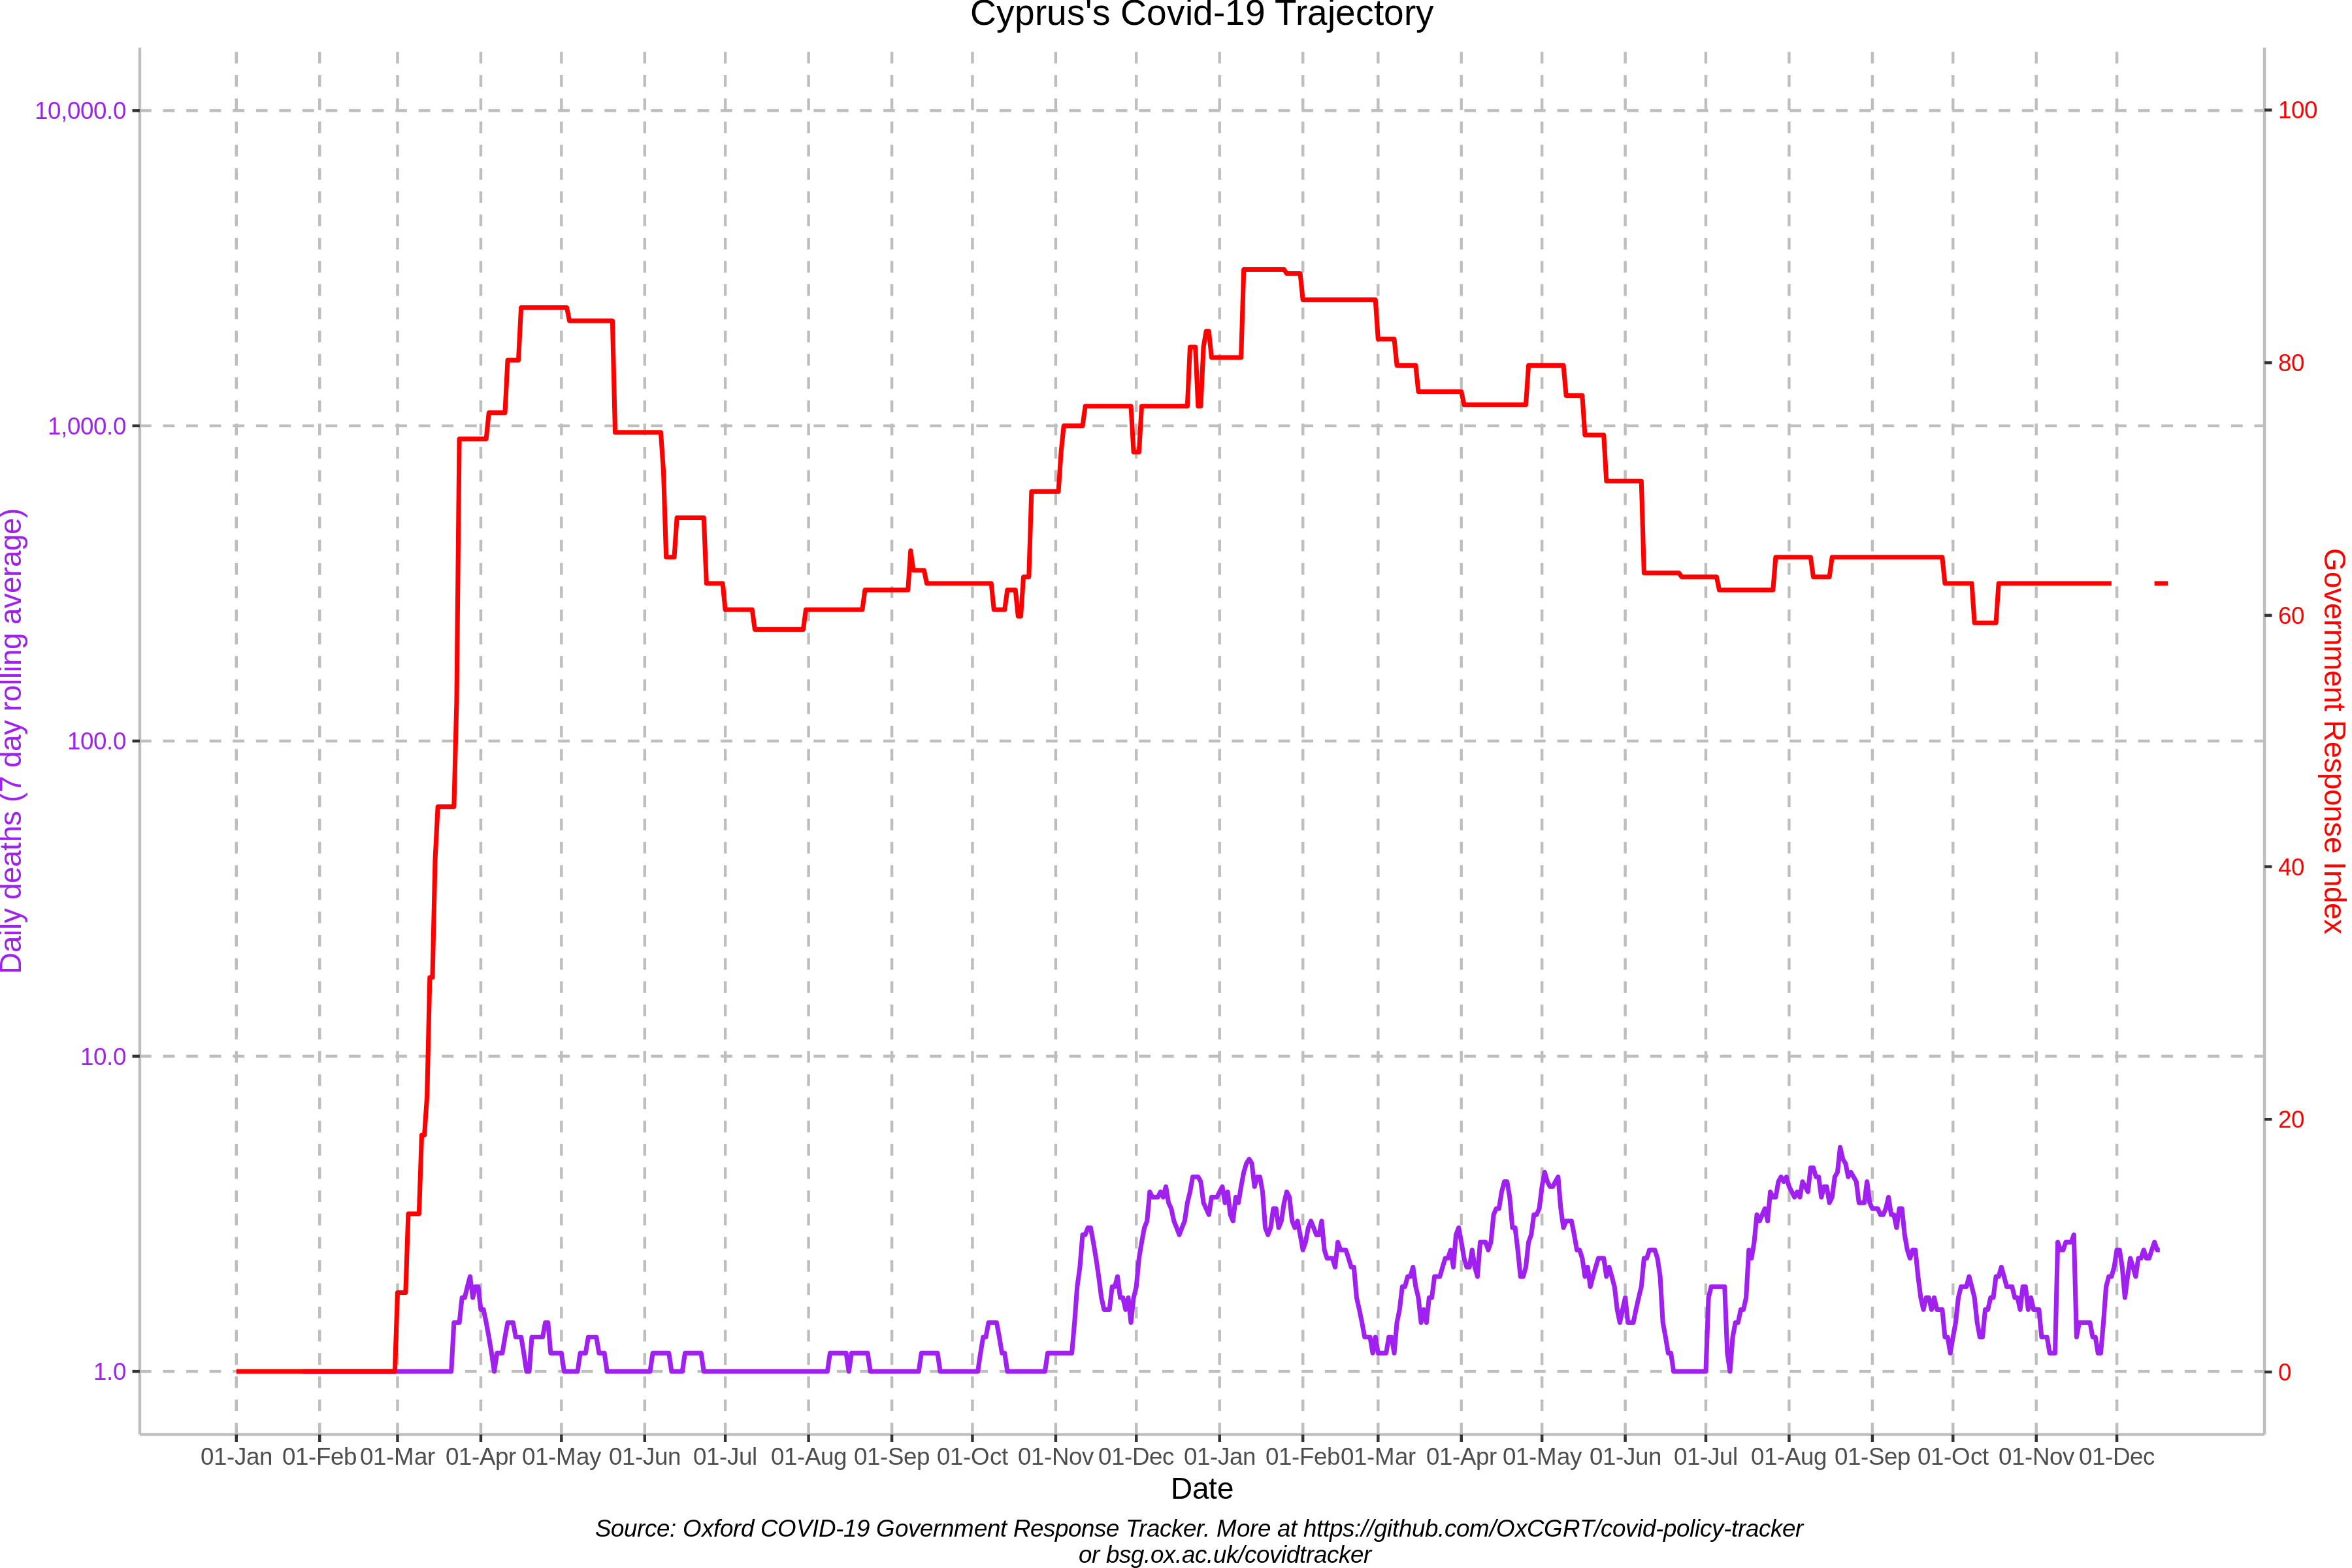 Cyprus's Covid-19 Trajectory
10,000.0
1,000.0
100.0
10.0
1.0
Daily deaths (7 day rolling average)
100
80
60
40
20
0
Government Response Index
01-Jan 01-Feb 01-Mar 01-Apr 01-May 01-Jun 01-Jul 01-Aug 01-Sep 01-Oct 01-Nov 01-Dec 01-Jan 01-Feb 01-Mar 01-Apr 01-May 01-Jun 01-Jul 01-Aug 01-Sep 01-Oct 01-Nov 01-Dec
Date
Source: Oxford COVID-19 Government Response Tracker. More at https://github.com/OxCGRT/covid-policy-tracker
or bsg.ox.ac.uk/covidtracker